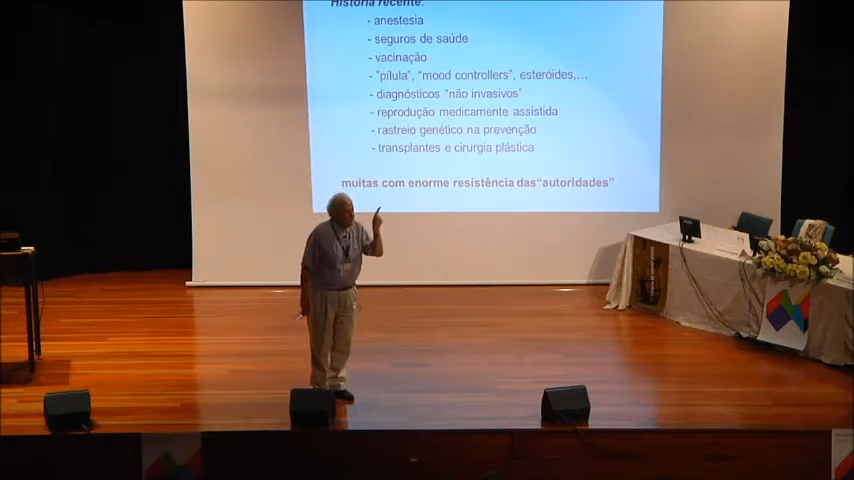 História recente:
- anestesia
- seguros de saúde
- vacinação
- "pílula", "mood controllers", esteróides,...
- diagnósticos "não invasivos"
- reprodução medicamente assistida
- rastreio genético na prevenção
- transplantes e cirurgia plástica
muitas com enorme resistência das "autoridades"